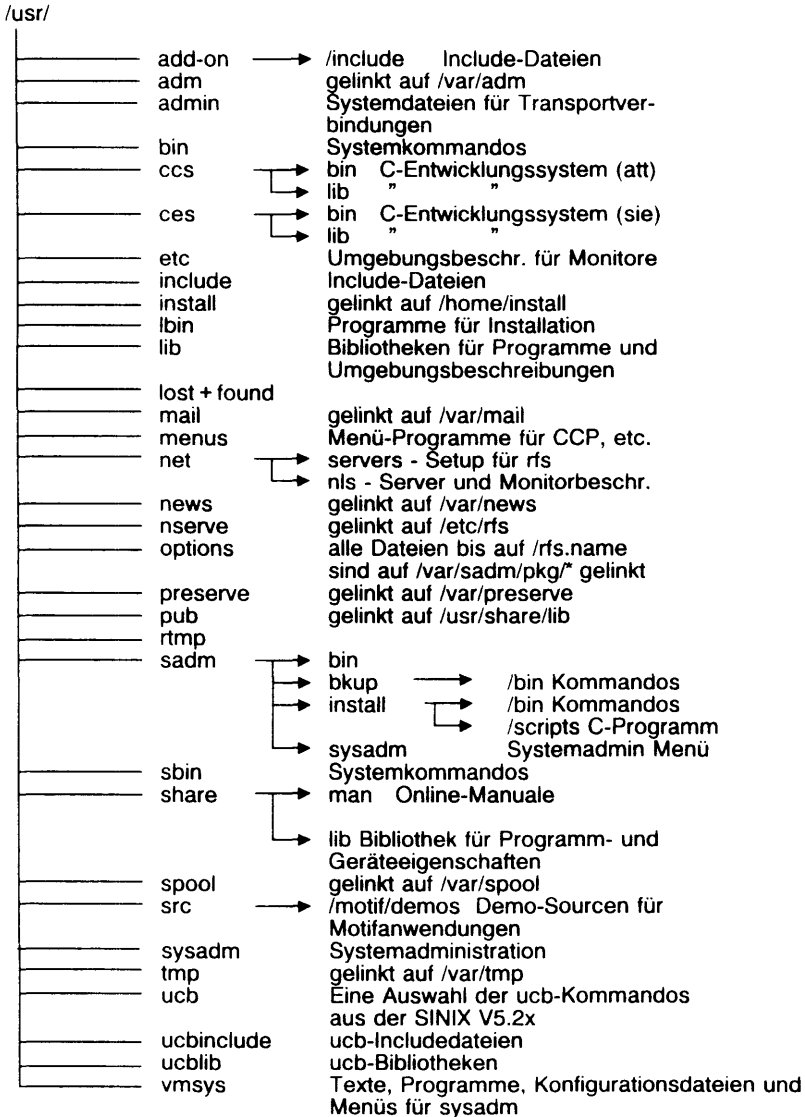 /usr/
add-on /include Include-Dateien
adm gelinkt auf /var/adm
admin Systemdateien für Transportver-
bindungen
bin Systemkommandos
ccs bin C-Entwicklungssystem (att)
lib " "
ces bin C-Entwicklungssystem (sie)
lib " "
etc Umgebungsbeschr. für Monitore
include Include-Dateien
install gelinkt auf /home/install
lbin Programme für Installation
lib Bibliotheken für Programme und
Umgebungsbeschreibungen
lost + found
mail gelinkt auf /var/mail
menus Menü-Programme für CCP, etc.
net servers - Setup für rfs
nls - Server und Monitorbeschr.
news gelinkt auf /var/news
nserve gelinkt auf /etc/rfs
options alle Dateien bis auf /rfs.name
sind auf /var/sadm/pkg/* gelinkt
preserve gelinkt auf /var/preserve
pub gelinkt auf /usr/share/lib
rtmp
sadm bin
bkup /bin Kommandos
install /bin Kommandos
/scripts C-Programm
sysadm Systemadmin Menü
sbin Systemkommandos
share man Online-Manuale
lib Bibliothek für Programm- und
Geräteeigenschaften
spool gelinkt auf /var/spool
src /motif/demos Demo-Sourcen für
Motifanwendungen
sysadm Systemadministration
tmp gelinkt auf /var/tmp
ucb Eine Auswahl der ucb-Kommandos
aus der SINIX V5.2x
ucbinclude ucb-Includedateien
ucblib ucb-Bibliotheken
vmsys Texte, Programme, Konfigurationsdateien und
Menüs für sysadm